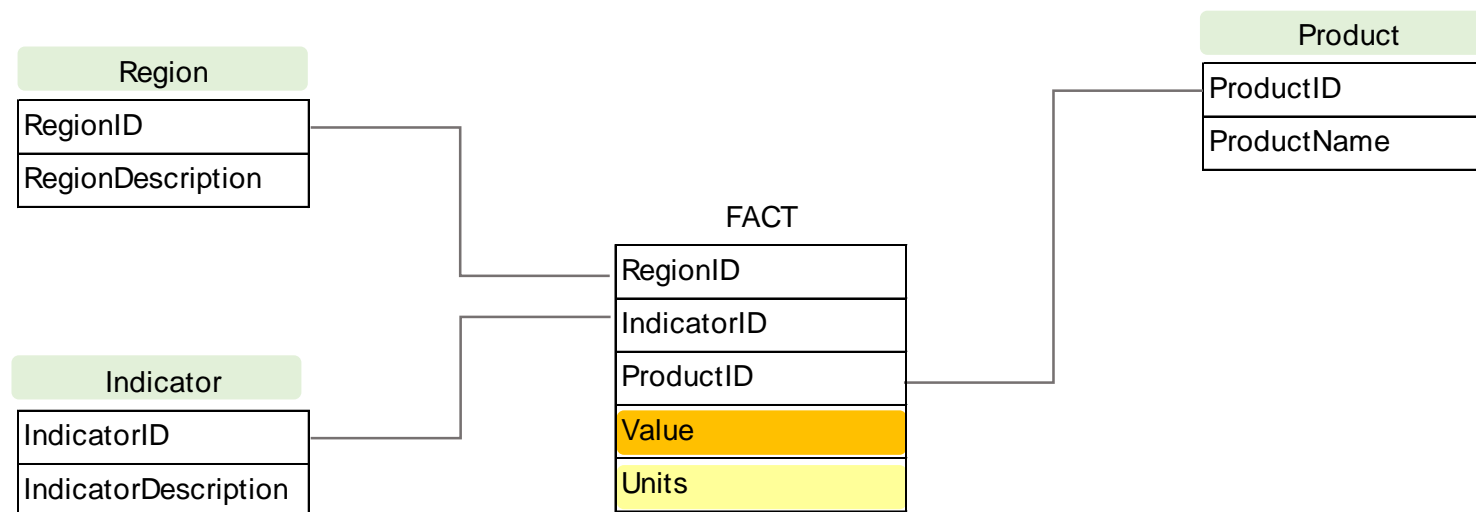 Region
RegionID
RegionDescription
Indicator
IndicatorID
IndicatorDescription
FACT
RegionID
IndicatorID
ProductID
Value
Units
Product
ProductID
ProductName